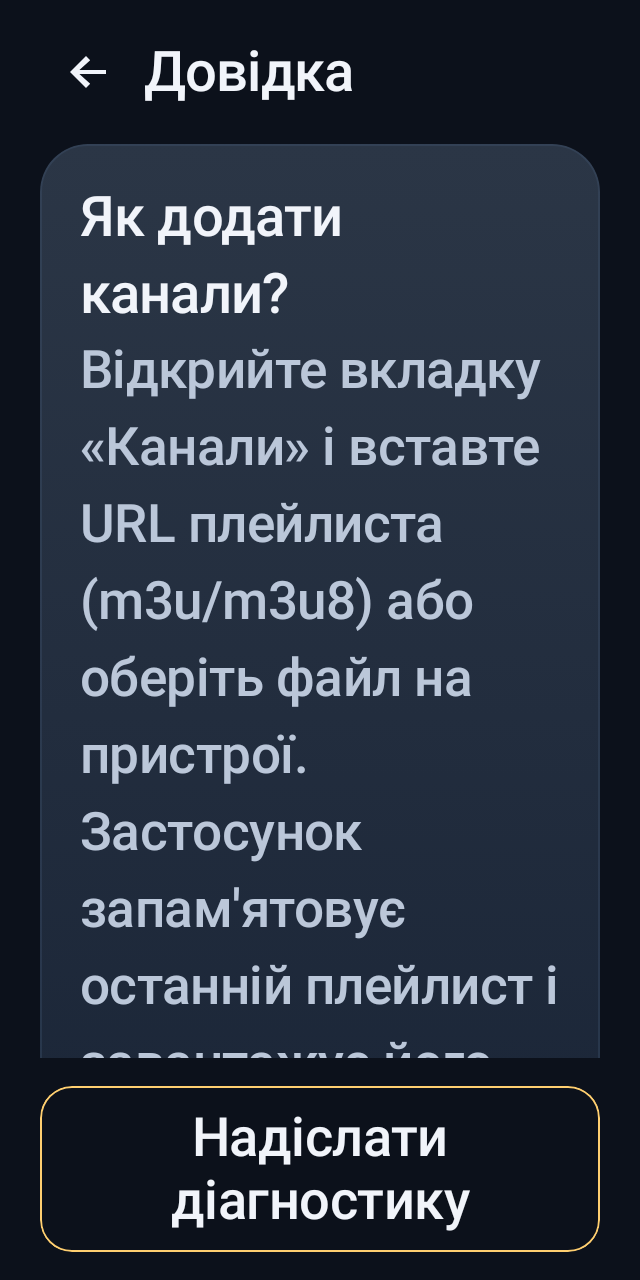 Довідка
Як додати
канали?
Відкрийте вкладку
«Канали» і вставте
URL плейлиста
(m3u/m3u8) або
оберіть файл на
пристрої.
Застосунок
запам'ятовує
останній плейлист і
Надіслати
діагностику